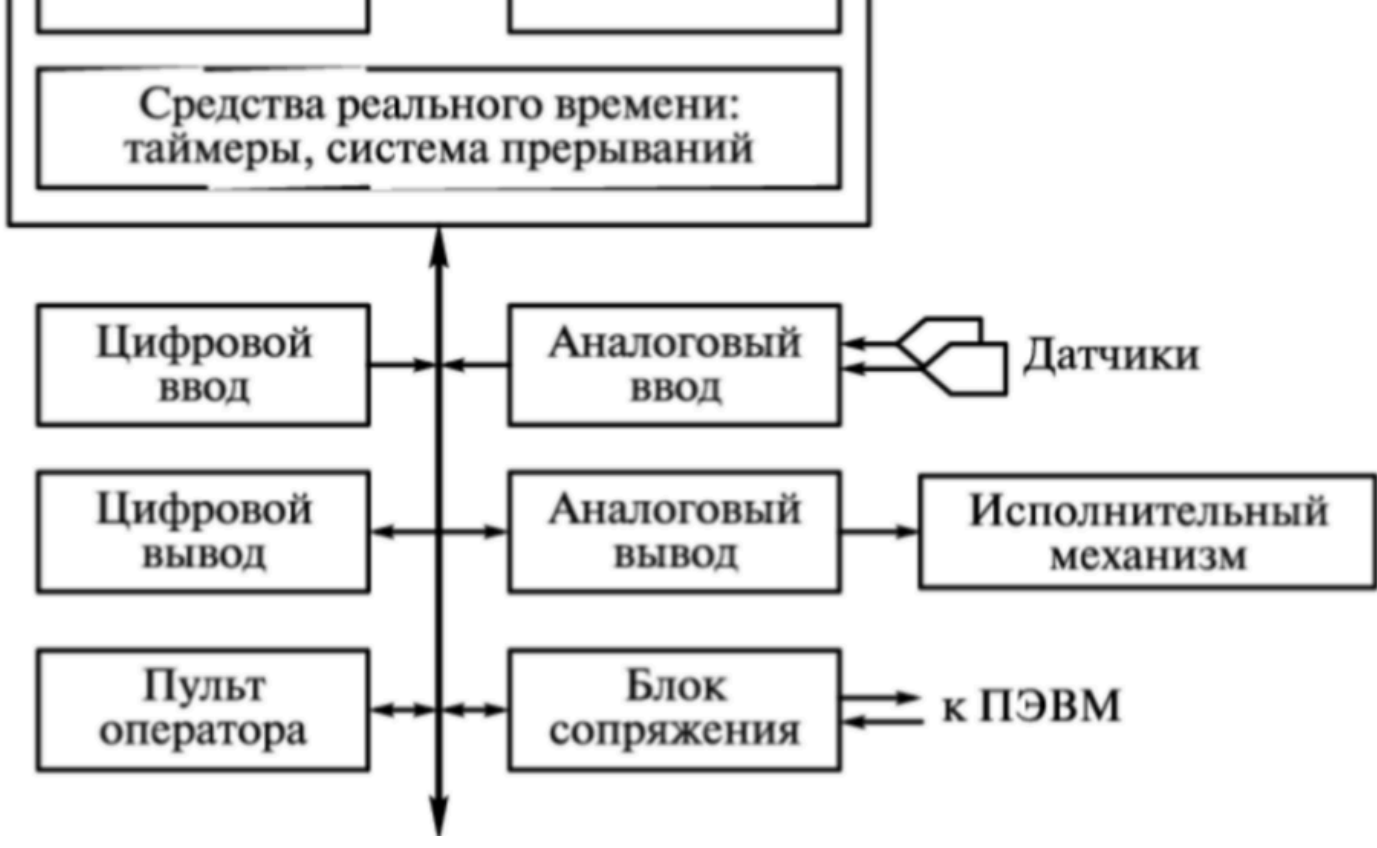 Средства реального времени:
таймеры, система прерываний
Цифровой
ввод
Аналоговый
ввод
Датчики
Цифровой
вывод
Аналоговый
вывод
Исполнительный
механизм
Пульт
оператора
Блок
сопряжения
к ПЭВМ